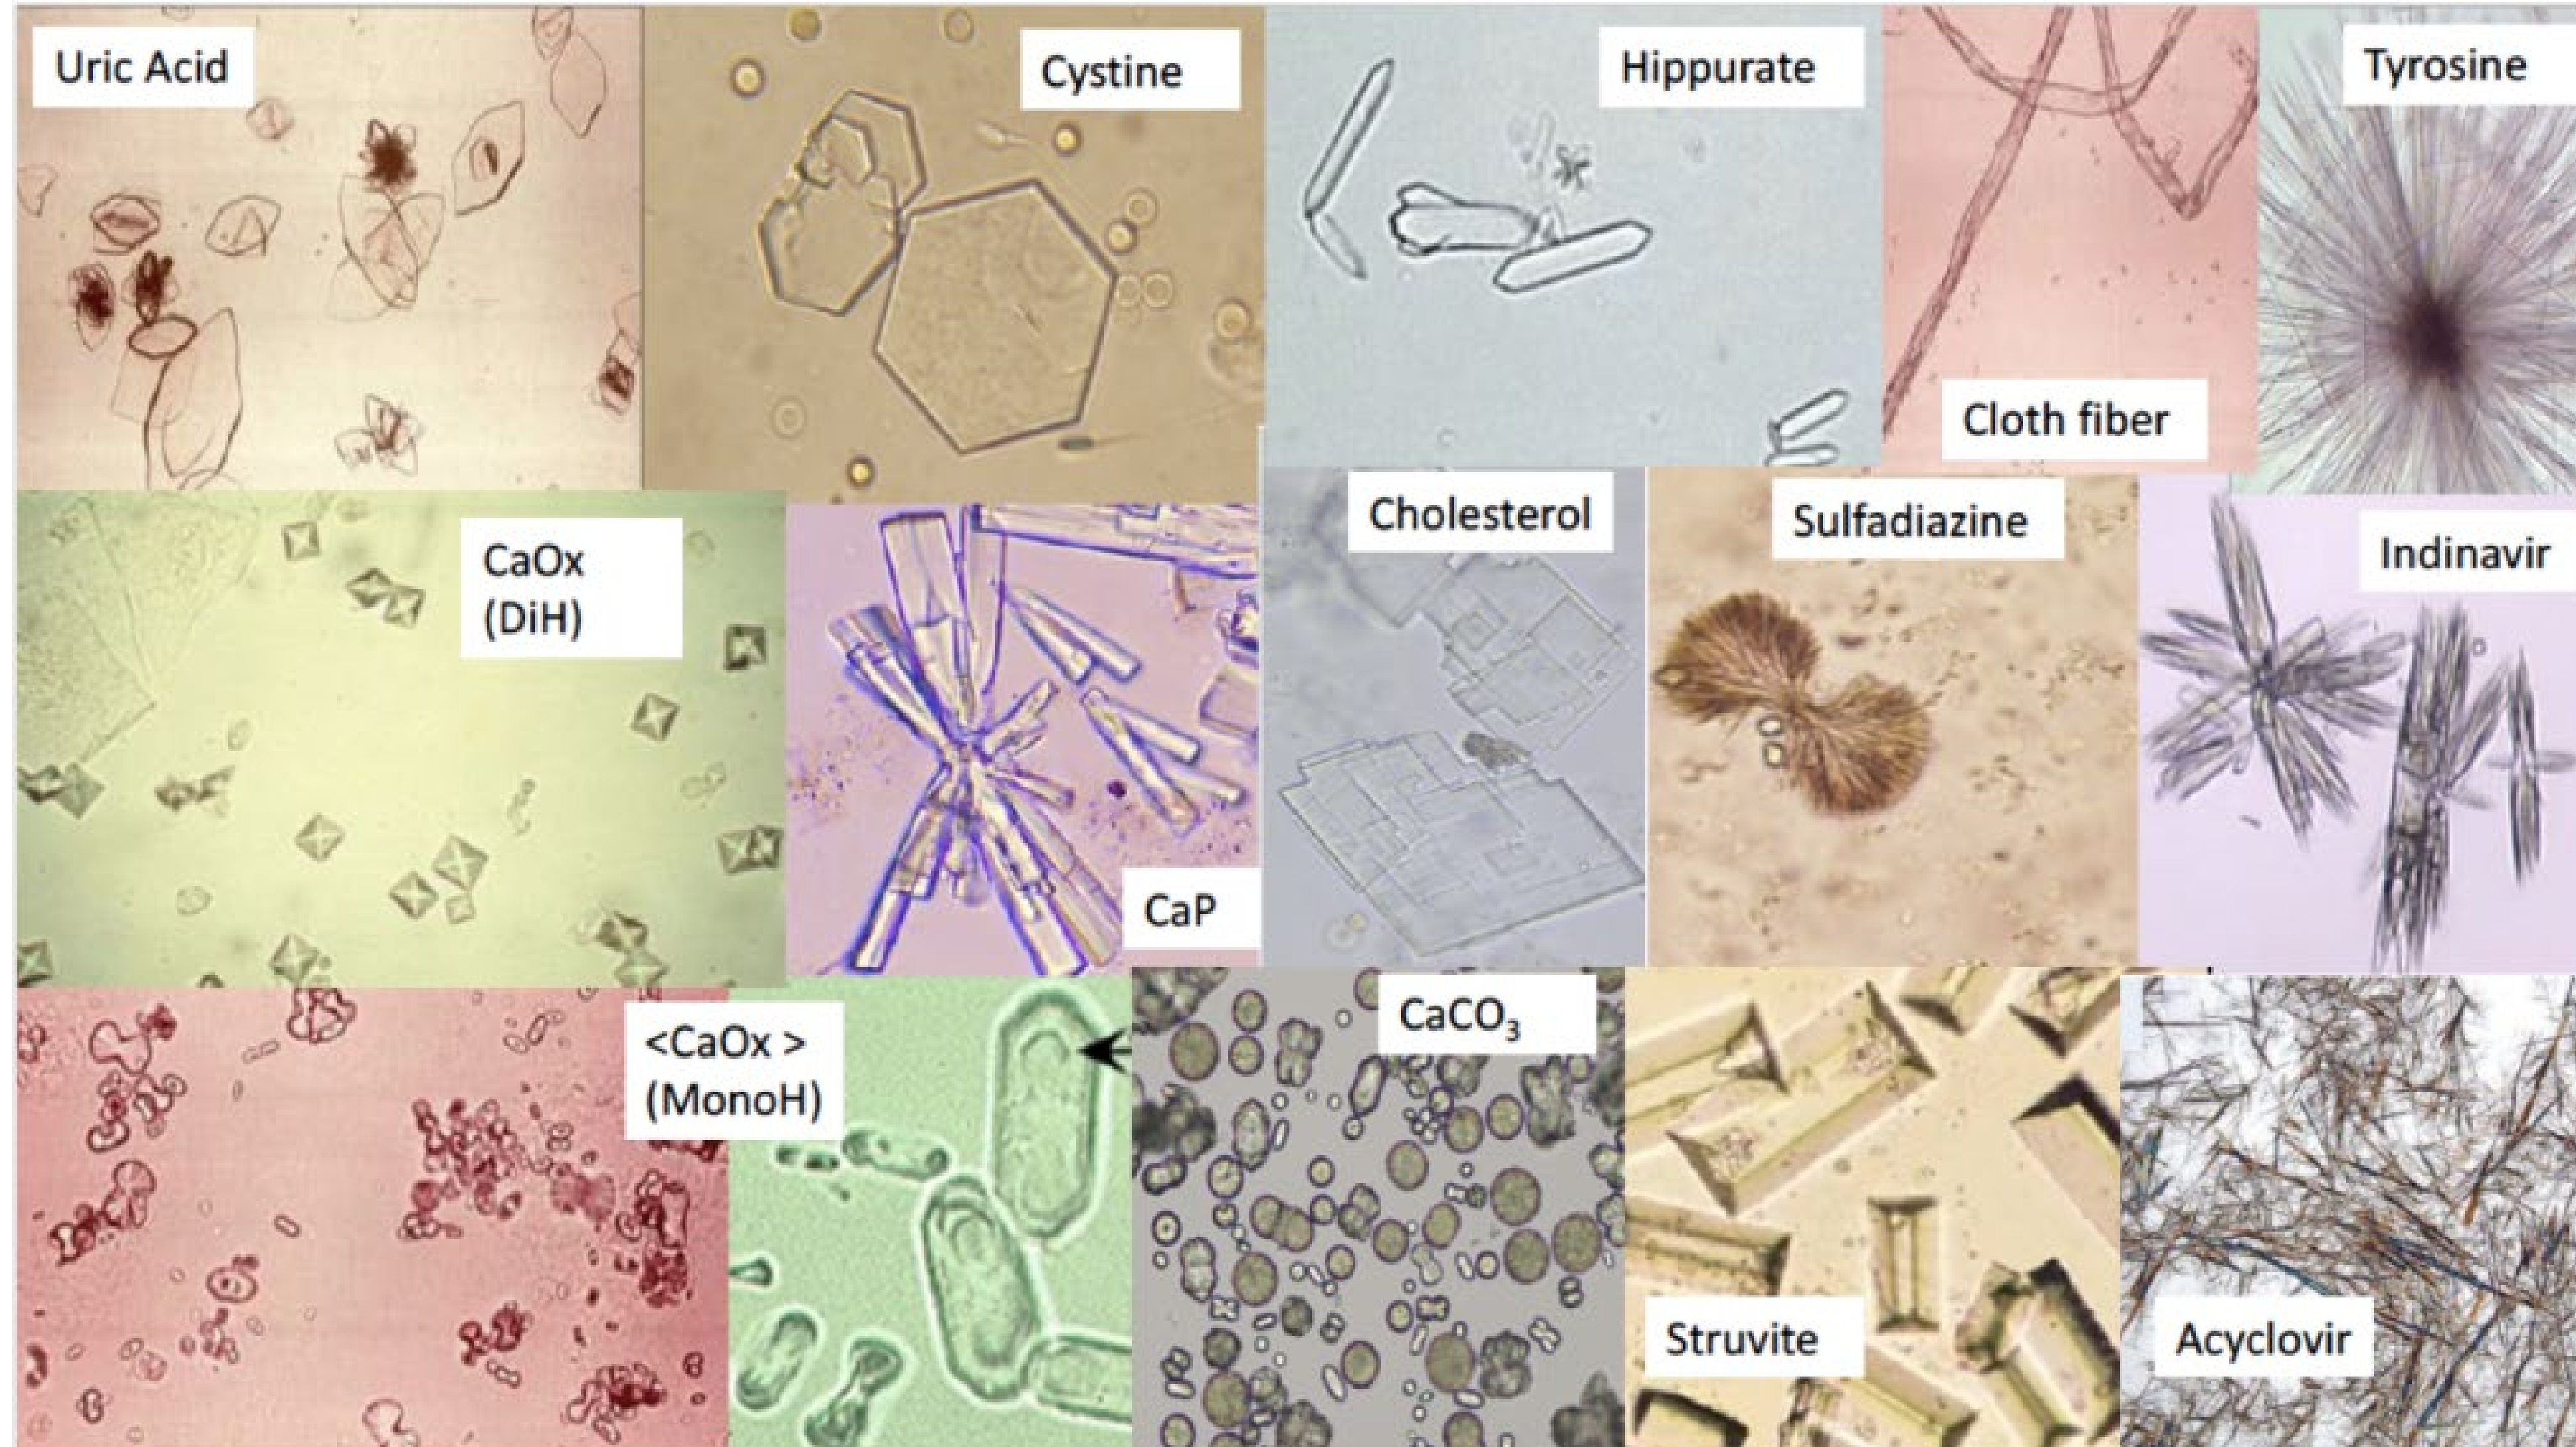 Uric Acid
Cystine
Hippurate
Cloth fiber
Tyrosine
CaOx
(DiH)
CaP
Cholesterol
Sulfadiazine
Indinavir
<CaOx >
(MonoH)
CaCO₃
Struvite
Acyclovir